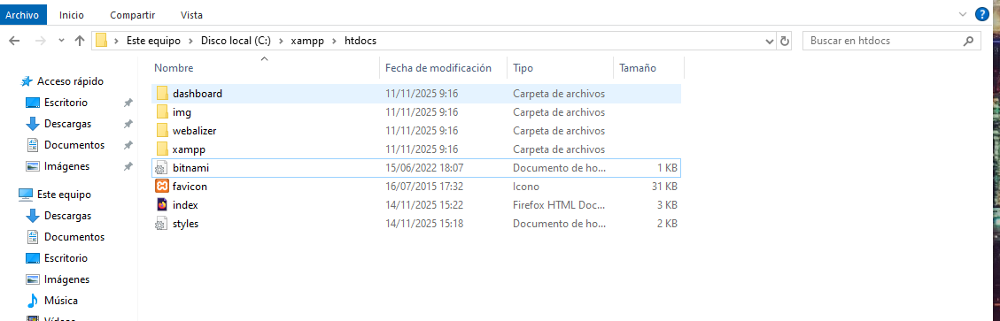 Archivo Inicio Compartir Vista
Este equipo Disco local (C:) xampp htdocs Buscar en htdocs
Nombre Fecha de modificación Tipo Tamaño
Acceso rápido
Escritorio
Descargas
Documentos
Imágenes
Este equipo
Descargas
Documentos
Escritorio
Imágenes
Música
Vídeos
dashboard 11/11/2025 9:16 Carpeta de archivos
img 11/11/2025 9:16 Carpeta de archivos
webalizer 11/11/2025 9:16 Carpeta de archivos
xampp 11/11/2025 9:16 Carpeta de archivos
bitnami 15/06/2022 18:07 Documento de ho... 1 KB
favicon 16/07/2015 17:32 Icono 31 KB
index 14/11/2025 15:22 Firefox HTML Doc... 3 KB
styles 14/11/2025 15:18 Documento de ho... 2 KB